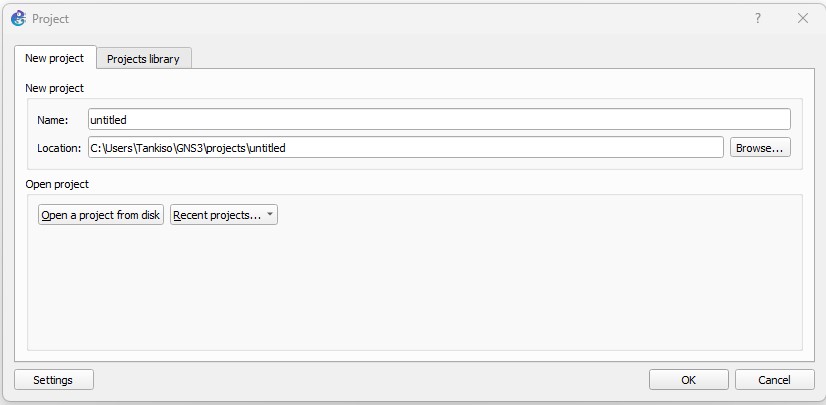 Project
?
New project
Projects library
New project
Name:
untitled
Location:
C:\Users\Tankiso\GNS3\projects\untitled
Browse...
Open project
Open a project from disk
Recent projects...
Settings
OK
Cancel